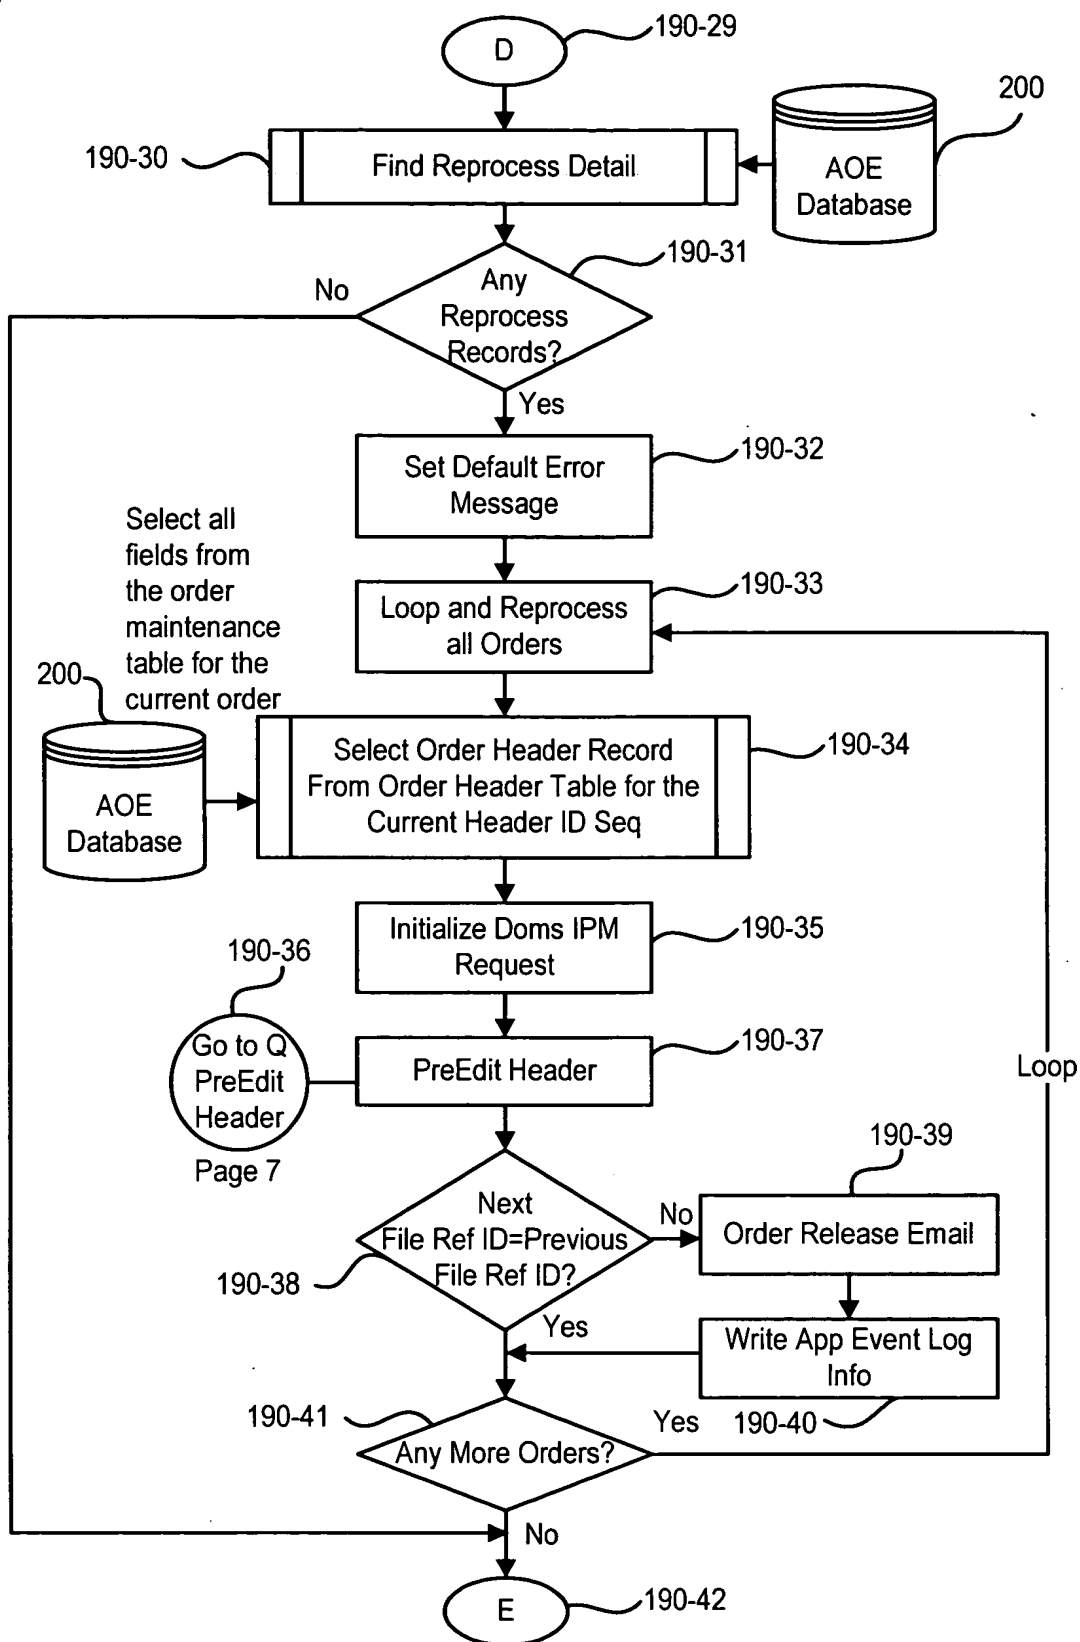 D
190-29
200
190-30
Find Reprocess Detail
AOE
Database
190-31
No
Any
Reprocess
Records?
Yes
190-32
Set Default Error
Message
Select all
fields from
the order
maintenance
table for the
current order
190-33
Loop and Reprocess
all Orders
200
190-34
Select Order Header Record
From Order Header Table for the
Current Header ID Seq
AOE
Database
190-35
Initialize Doms IPM
Request
190-36
Go to Q
PreEdit
Header
Page 7
190-37
PreEdit Header
Loop
190-39
Next
File Ref ID=Previous
File Ref ID?
No
Order Release Email
190-38
Yes
Write App Event Log
Info
190-40
190-41
Yes
Any More Orders?
No
E
190-42